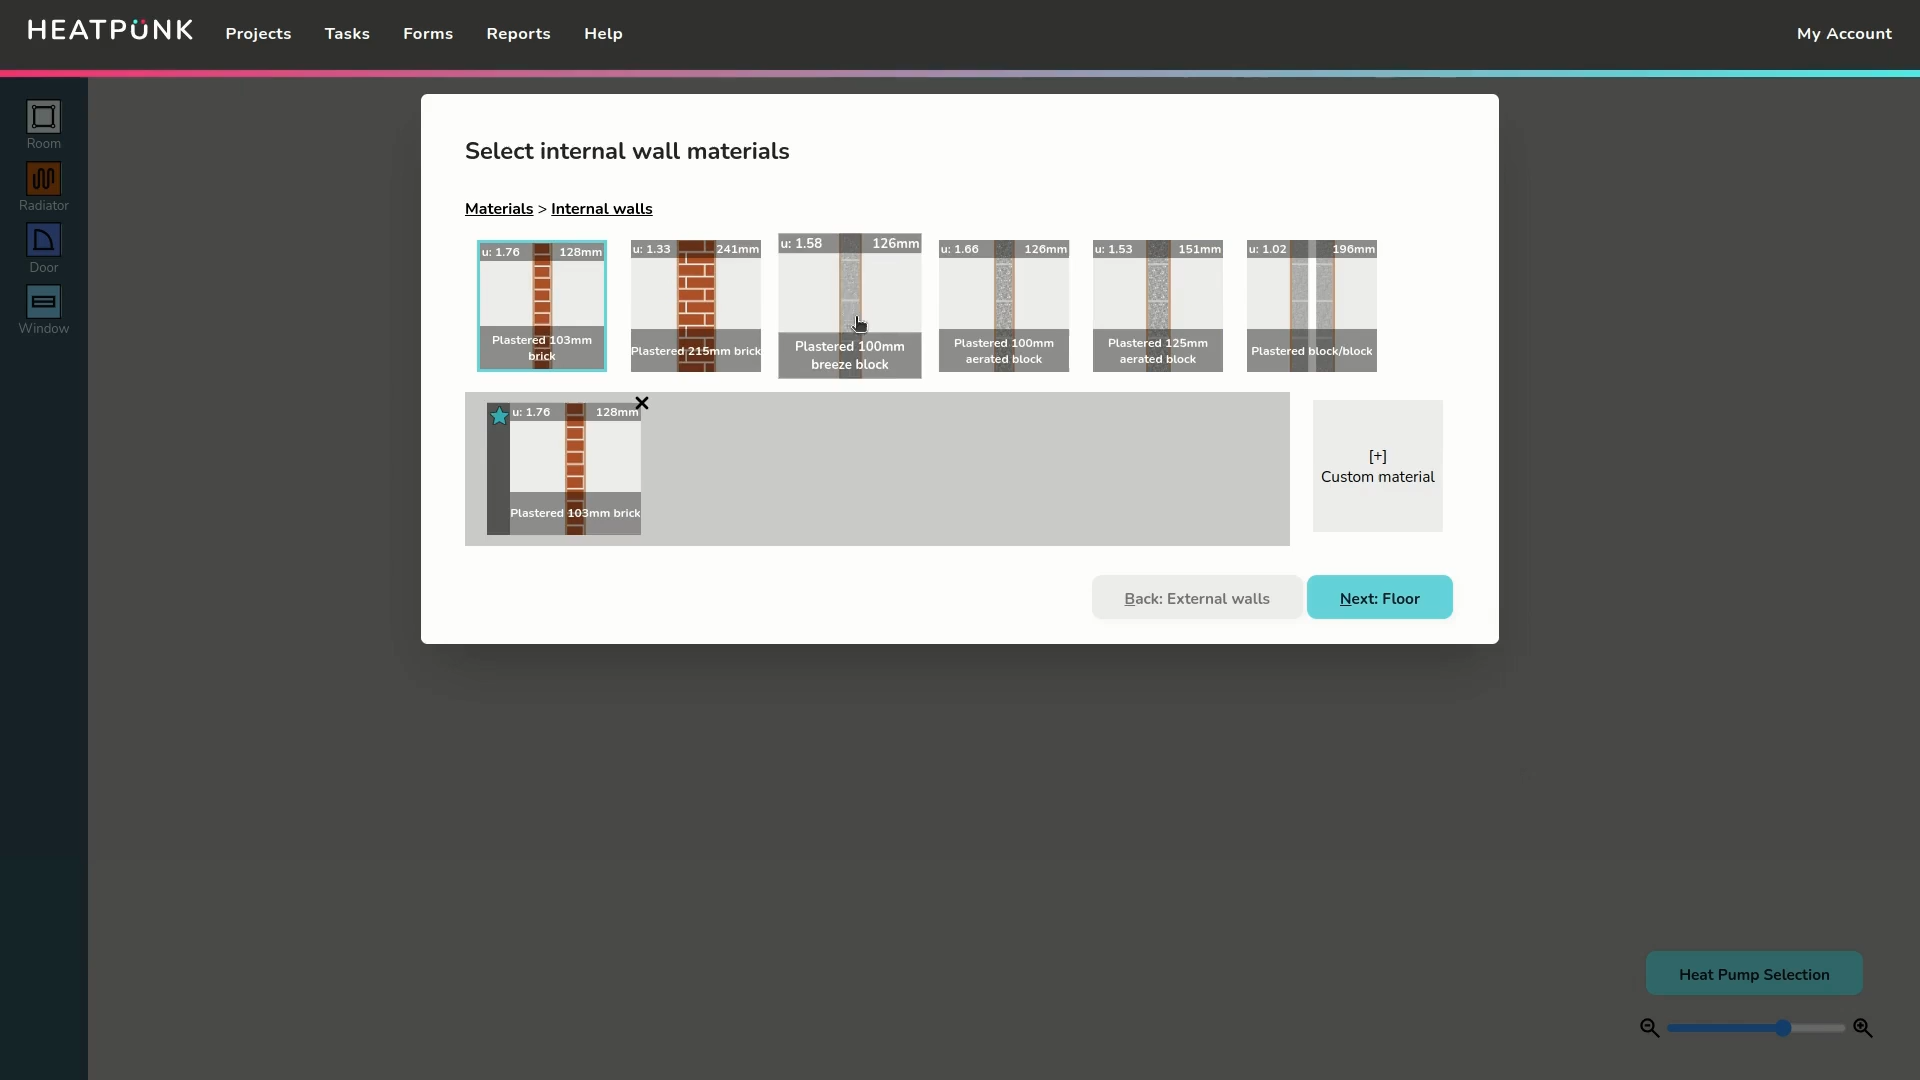 HEATPÜNK Projects Tasks Forms Reports Help My Account
Room
Radiator
Door
Window
Select internal wall materials
Materials > Internal walls
u: 1.76 128mm
Plastered 103mm
brick
u: 1.33 241mm
Plastered 215mm brick
u: 1.58 126mm
Plastered 100mm
breeze block
u: 1.66 126mm
Plastered 100mm
aerated block
u: 1.53 151mm
Plastered 125mm
aerated block
u: 1.02 196mm
Plastered block/block
u: 1.76 128mm
Plastered 103mm brick
[+]
Custom material
Back: External walls
Next: Floor
Heat Pump Selection